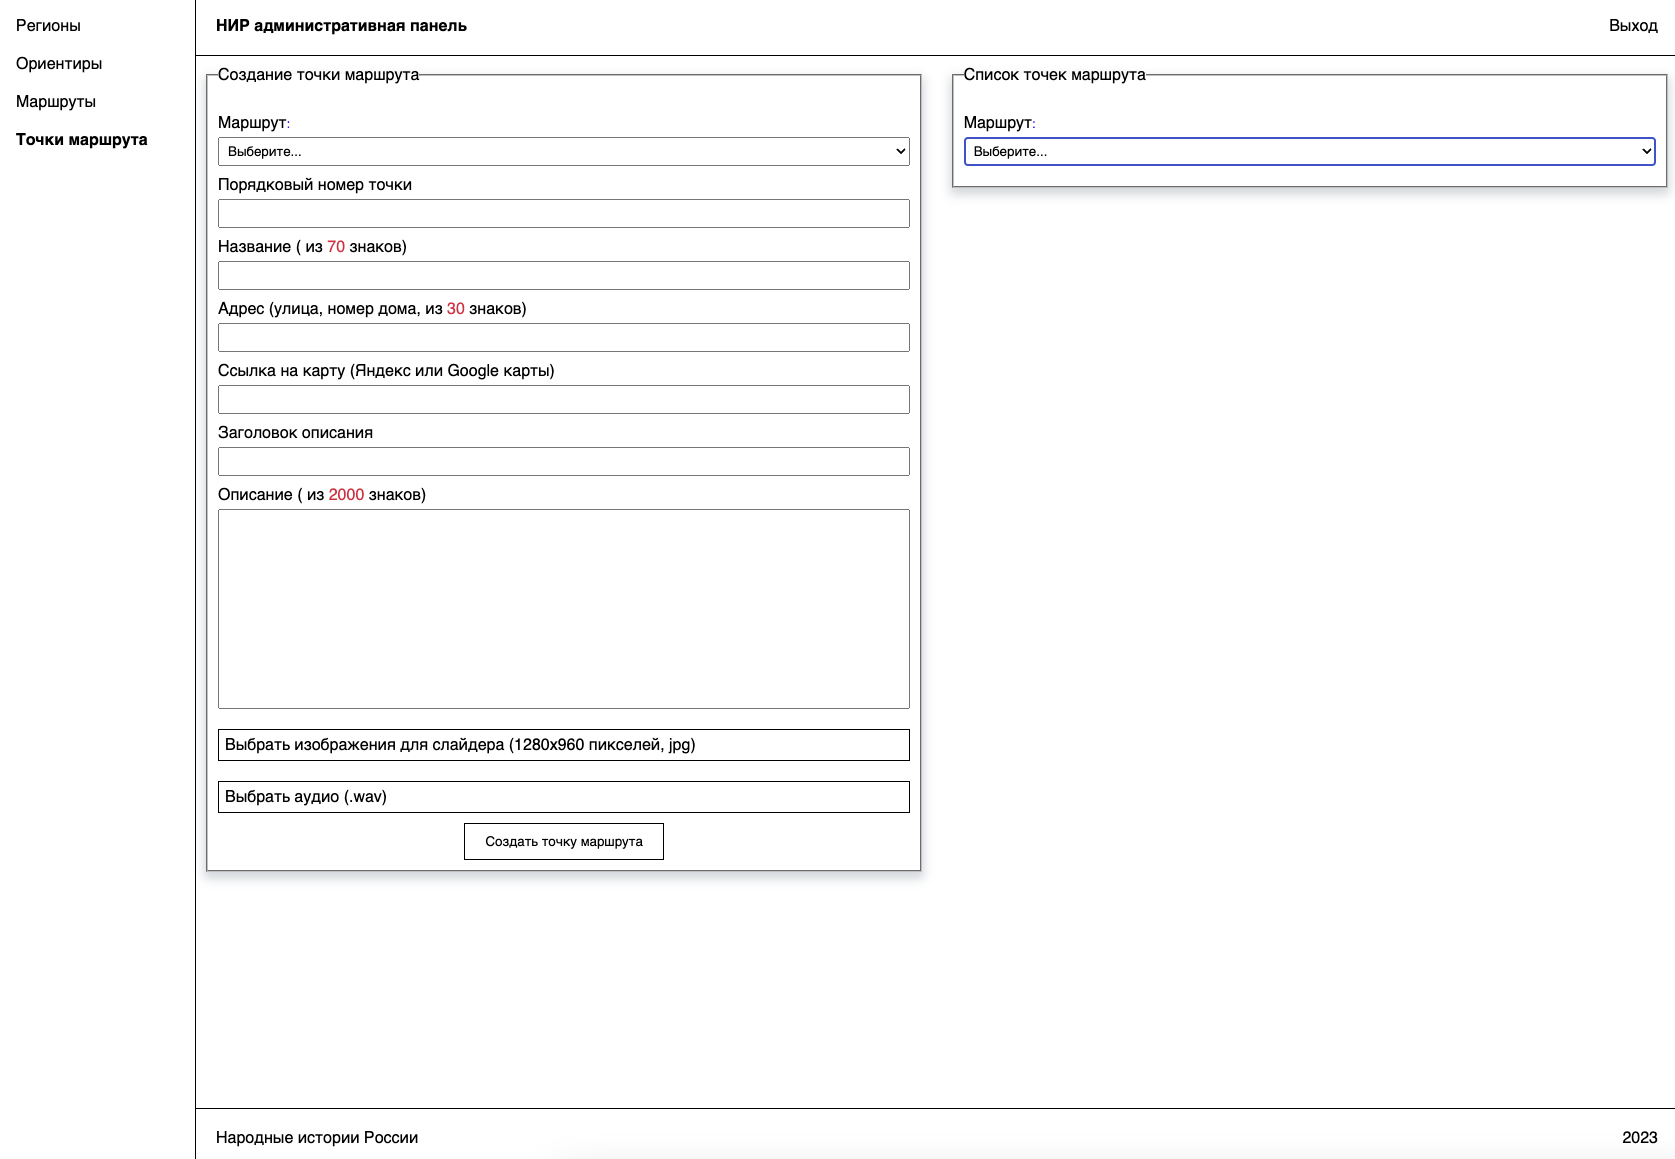 Регионы
Ориентиры
Маршруты
Точки маршрута
НИР административная панель
Выход
Создание точки маршрута
Маршрут:
Выберите...
Порядковый номер точки
Название ( из 70 знаков)
Адрес (улица, номер дома, из 30 знаков)
Ссылка на карту (Яндекс или Google карты)
Заголовок описания
Описание ( из 2000 знаков)
Выбрать изображения для слайдера (1280x960 пикселей, jpg)
Выбрать аудио (.wav)
Создать точку маршрута
Список точек маршрута
Маршрут:
Выберите...
Народные истории России
2023